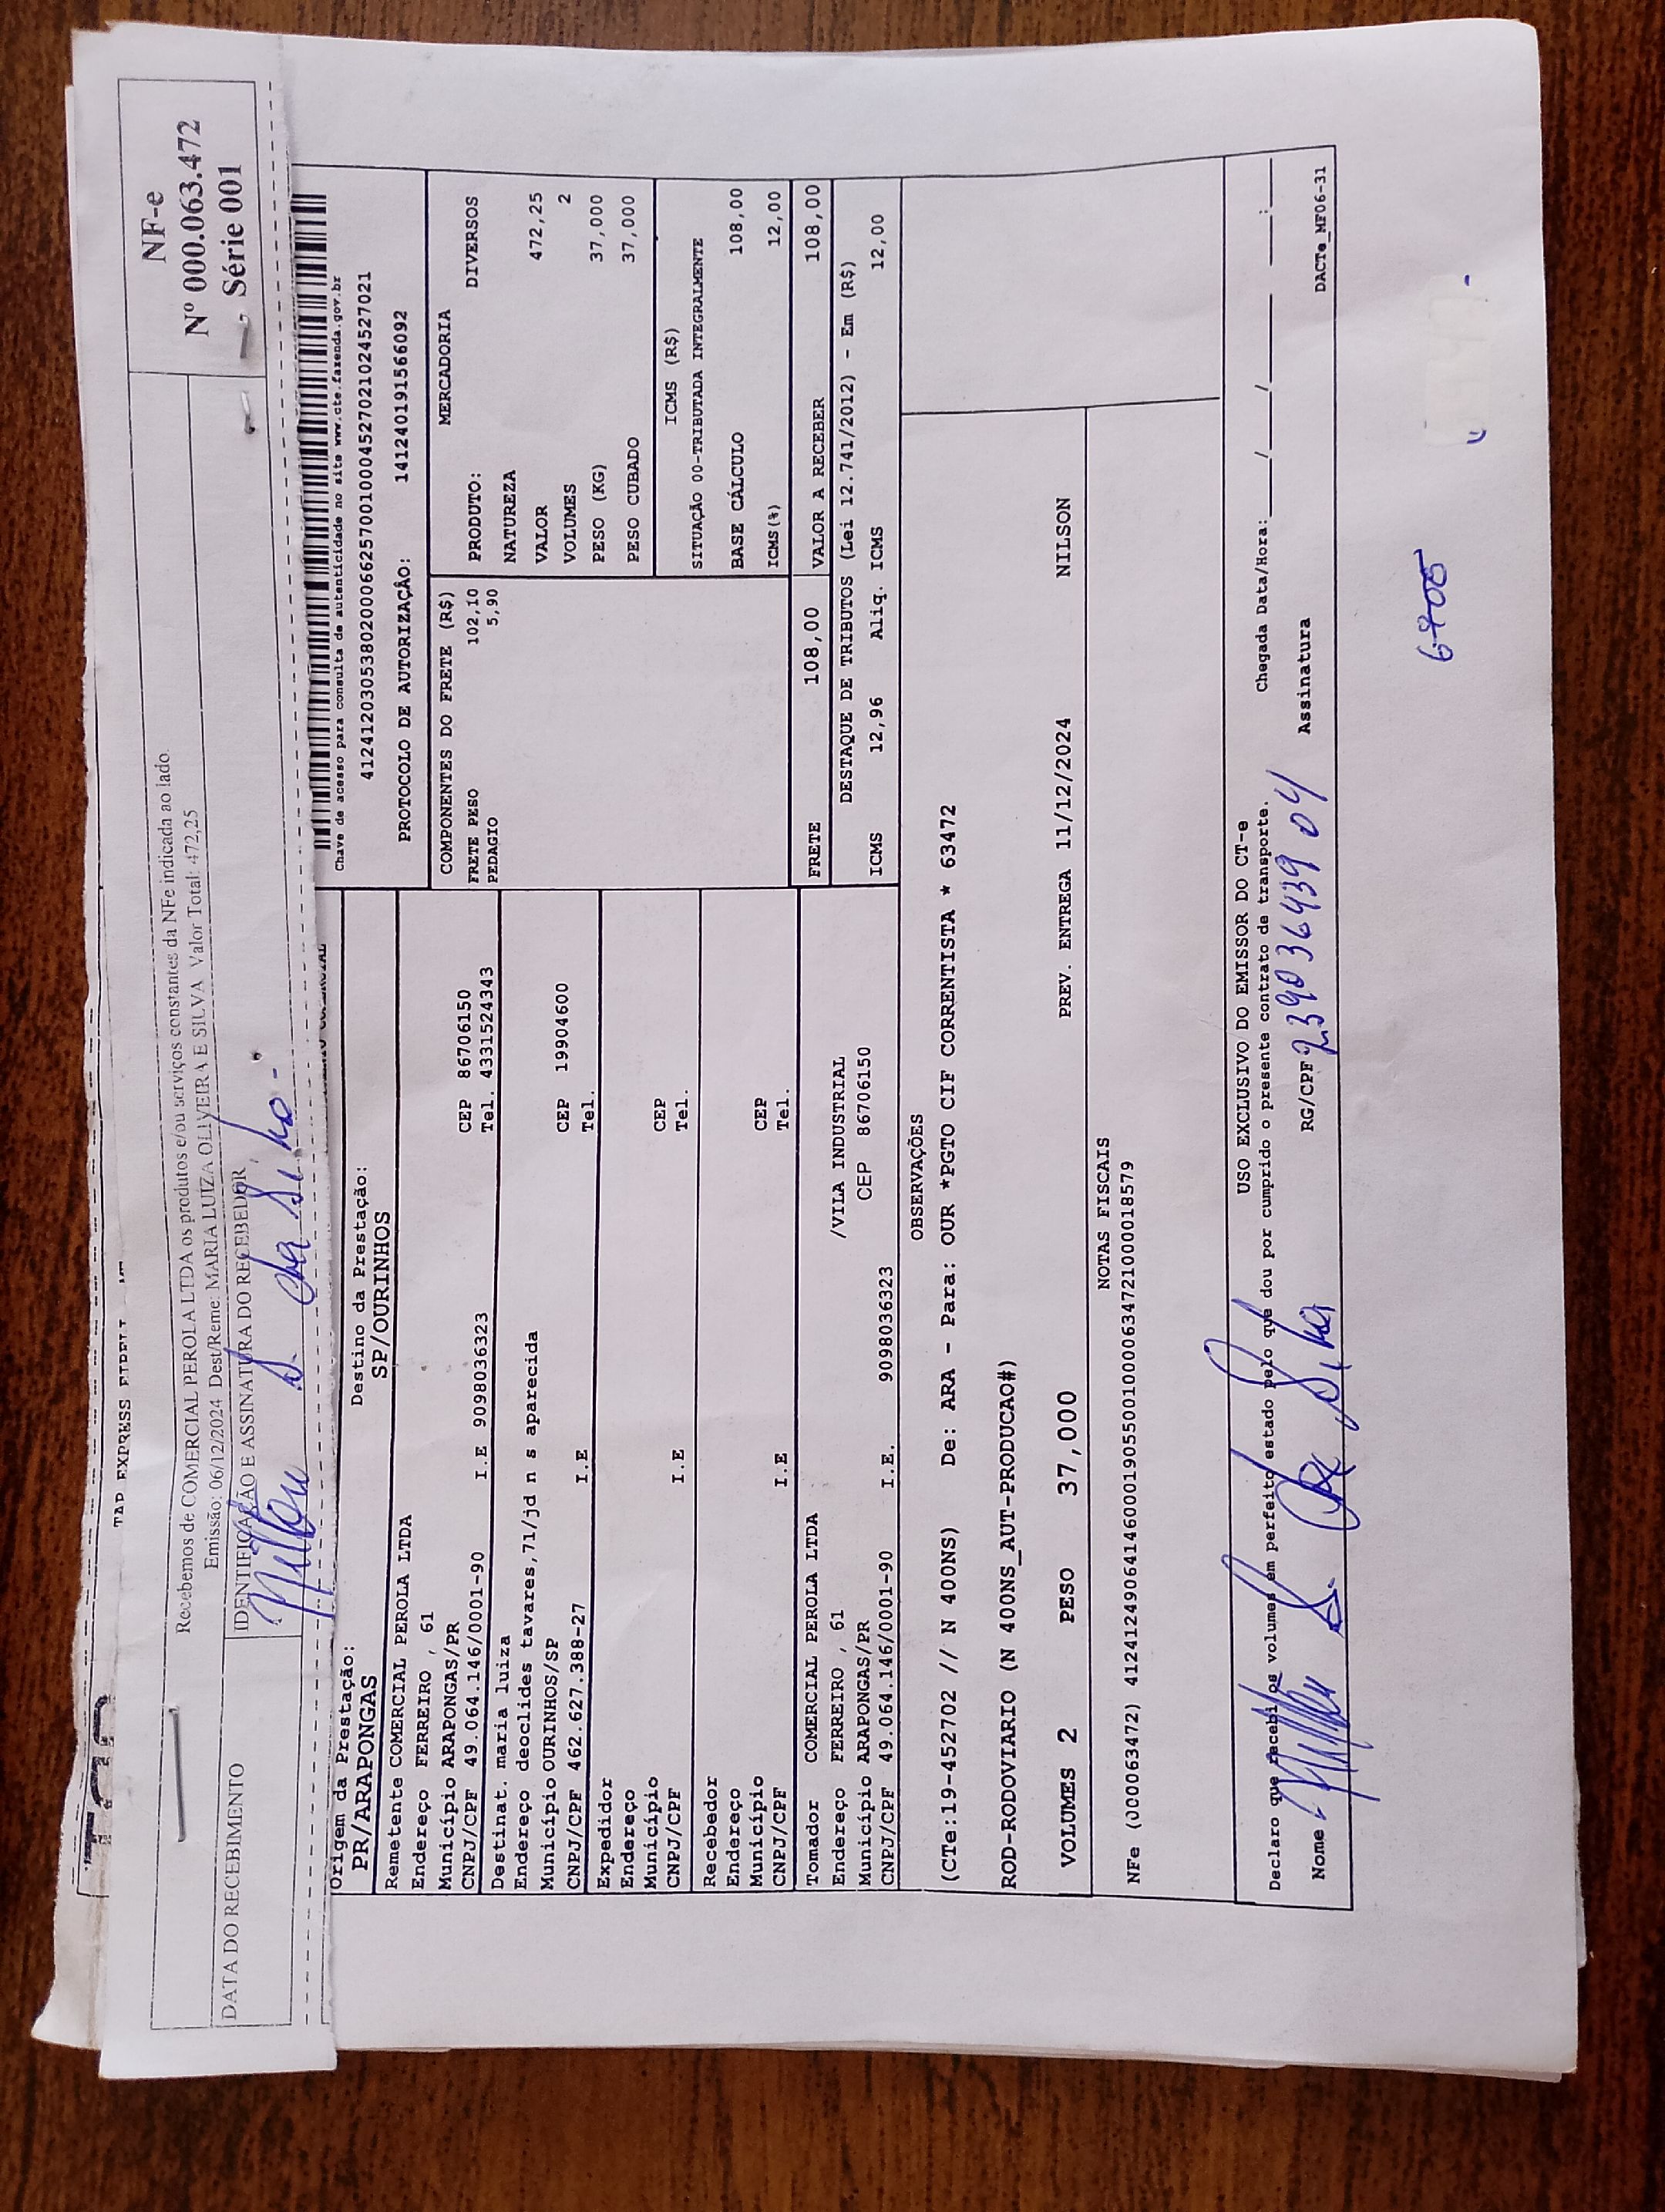 TAP EXPRESS
Recebemos de COMERCIAL PEROLA LTDA os produtos e/ou serviços constantes da NFe indicada ao lado
Emissão: 06/12/2024 Dest/Reme: MARIA LUIZA OLIVEIRA E SILVA Valor Total: 472,25
DATA DO RECEBIMENTO
IDENTIFICAÇÃO E ASSINATURA DO RECEBEDOR
da Silva
NF-e
Nº 000.063.472
Série 001
Chave de acesso para consulta de autenticidade no site www.cte.fazenda.gov.br
41241203053802000662570010004527021024527021
PROTOCOLO DE AUTORIZAÇÃO: 141240191566092
Origem da Prestação: Destino da Prestação:
PR/ARAPONGAS SP/OURINHOS
Remetente COMERCIAL PEROLA LTDA
Endereço FERREIRO , 61
Município ARAPONGAS/PR CEP 86706150
CNPJ/CPF 49.064.146/0001-90 I.E 9098036323 Tel. 4331524343
Destinat. maria luiza
Endereço deoclides tavares,71/jd n s aparecida
Município OURINHOS/SP CEP 19904600
CNPJ/CPF 462.627.388-27 I.E Tel.
Expedidor
Endereço
Município CEP
CNPJ/CPF I.E Tel.
Recebedor
Endereço
Município CEP
CNPJ/CPF I.E Tel.
Tomador COMERCIAL PEROLA LTDA
Endereço FERREIRO , 61 /VILA INDUSTRIAL
Município ARAPONGAS/PR CEP 86706150
CNPJ/CPF 49.064.146/0001-90 I.E. 9098036323
COMPONENTES DO FRETE (R$)
FRETE PESO 102,10
PEDAGIO 5,90
MERCADORIA
PRODUTO: DIVERSOS
NATUREZA
VALOR 472,25
VOLUMES 2
PESO (KG) 37,000
PESO CUBADO 37,000
ICMS (R$)
SITUAÇÃO 00-TRIBUTADA INTEGRALMENTE
BASE CÁLCULO 108,00
ICMS(%) 12,00
FRETE 108,00 VALOR A RECEBER 108,00
DESTAQUE DE TRIBUTOS (Lei 12.741/2012) - Em (R$)
ICMS 12,96 Aliq. ICMS 12,00
OBSERVAÇÕES
(CTe:19-452702 // N 400NS) De: ARA - Para: OUR *PGTO CIF CORRENTISTA * 63472
ROD-RODOVIARIO (N 400NS_AUT-PRODUCAO#)
VOLUMES 2 PESO 37,000 PREV. ENTREGA 11/12/2024 NILSON
NOTAS FISCAIS
NFe (000063472) 41241249064146000190550010000634721000018579
USO EXCLUSIVO DO EMISSOR DO CT-e
Declaro que recebi os volumes em perfeito estado pelo que dou por cumprido o presente contrato de transporte. Chegada Data/Hora:____/____/____ ____:____
Nome da Silva RG/CPF 23903643904 Assinatura
DACTe_MF06-31